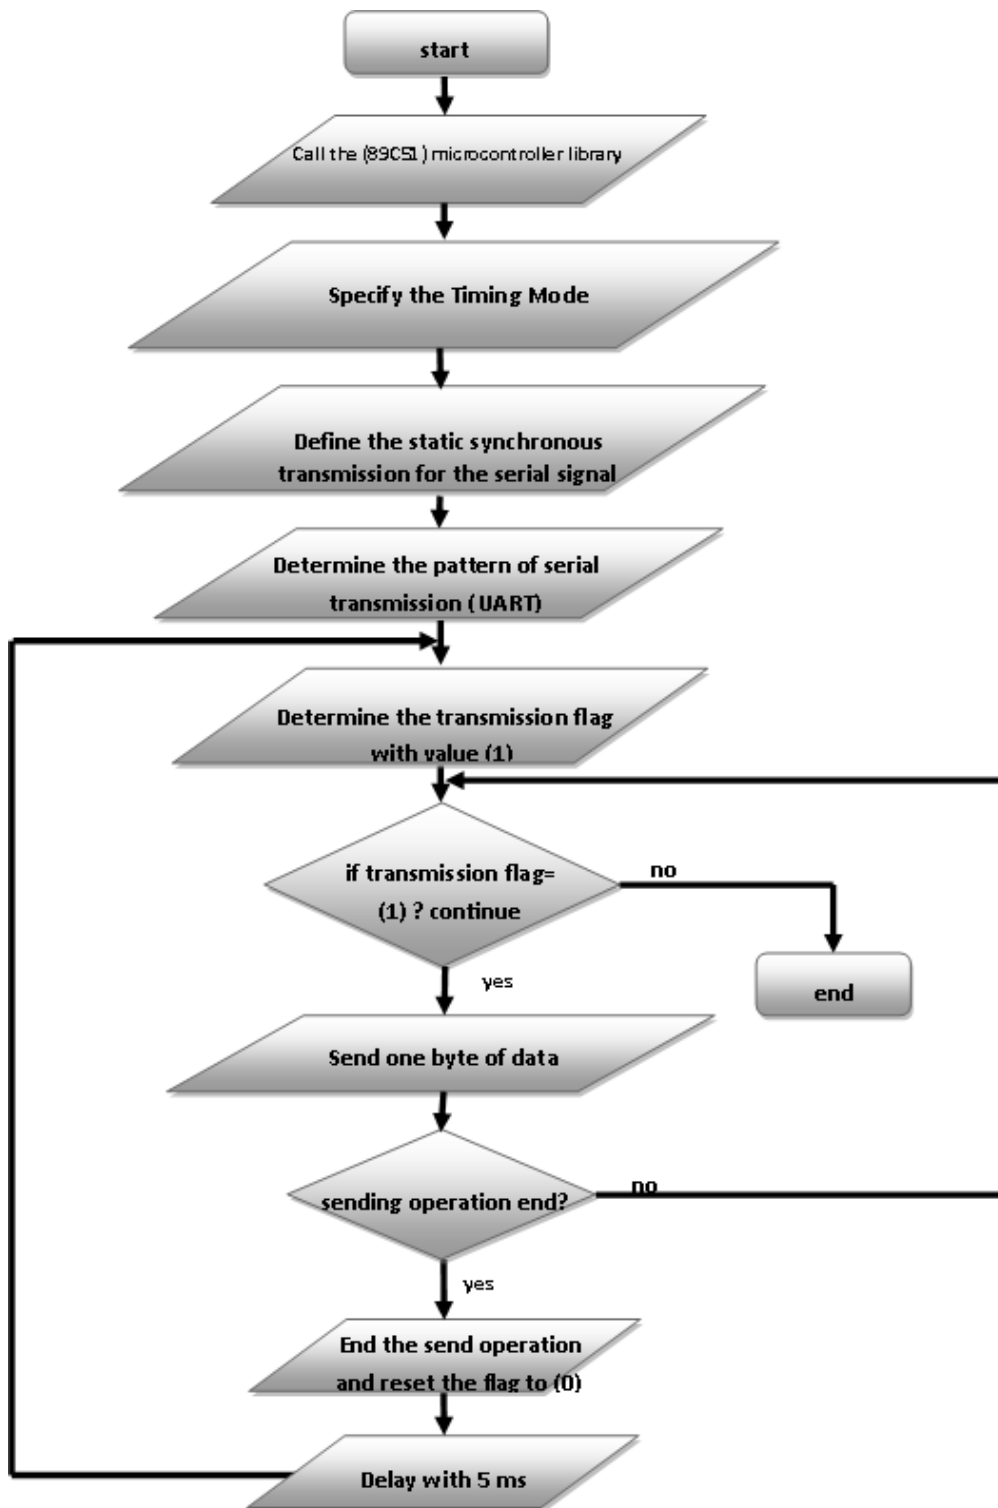 start
Call the (89C51) microcontroller library
Specify the Timing Mode
Define the static synchronous
transmission for the serial signal
Determine the pattern of serial
transmission (UART)
Determine the transmission flag
with value (1)
if transmission flag=
(1) ? continue
no
end
yes
Send one byte of data
sending operation end?
no
yes
End the send operation
and reset the flag to (0)
Delay with 5 ms